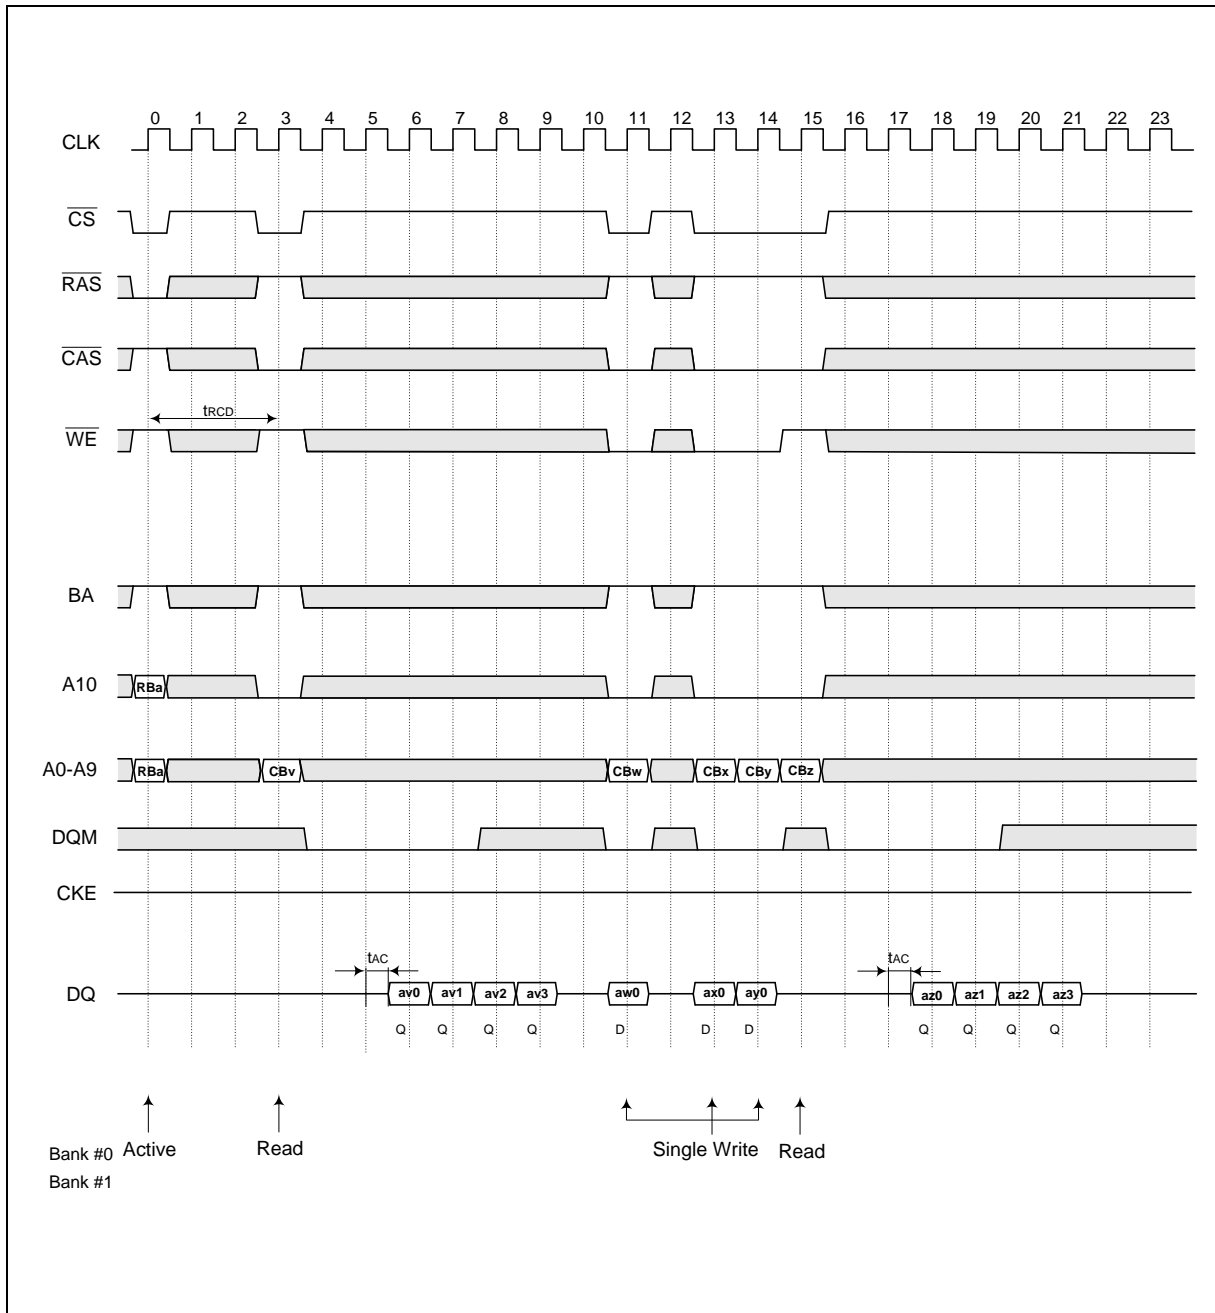 0 1 2 3 4 5 6 7 8 9 10 11 12 13 14 15 16 17 18 19 20 21 22 23
CLK
CS
RAS
CAS
tRCD
WE
BA
A10 RBa
A0-A9 RBa CBv CBw CBx CBy CBz
DQM
CKE
tAC tAC
DQ av0 av1 av2 av3 aw0 ax0 ay0 az0 az1 az2 az3
Q Q Q Q D D D Q Q Q Q
Bank #0 Active Read Single Write Read
Bank #1